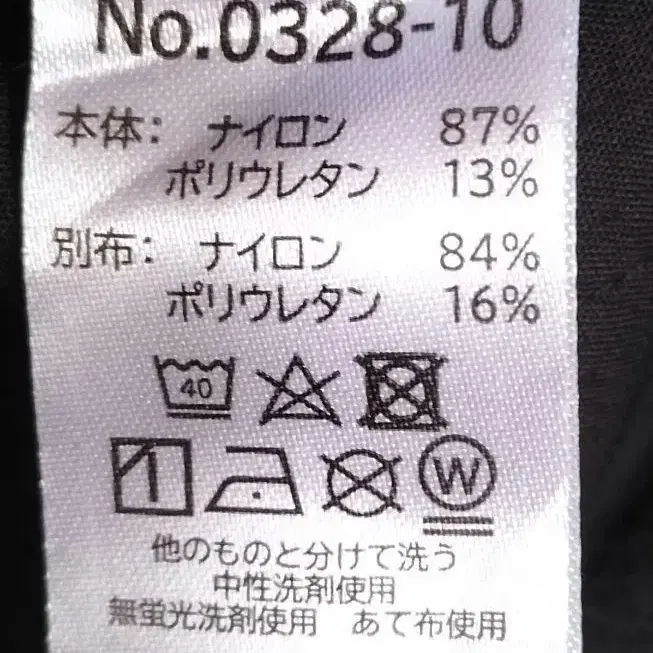 No.0328-10
本体: ナイロン 87%
ポリウレタン 13%
別布: ナイロン 84%
ポリウレタン 16%
40
W
他のものと分けて洗う
中性洗剤使用
無蛍光洗剤使用 あて布使用